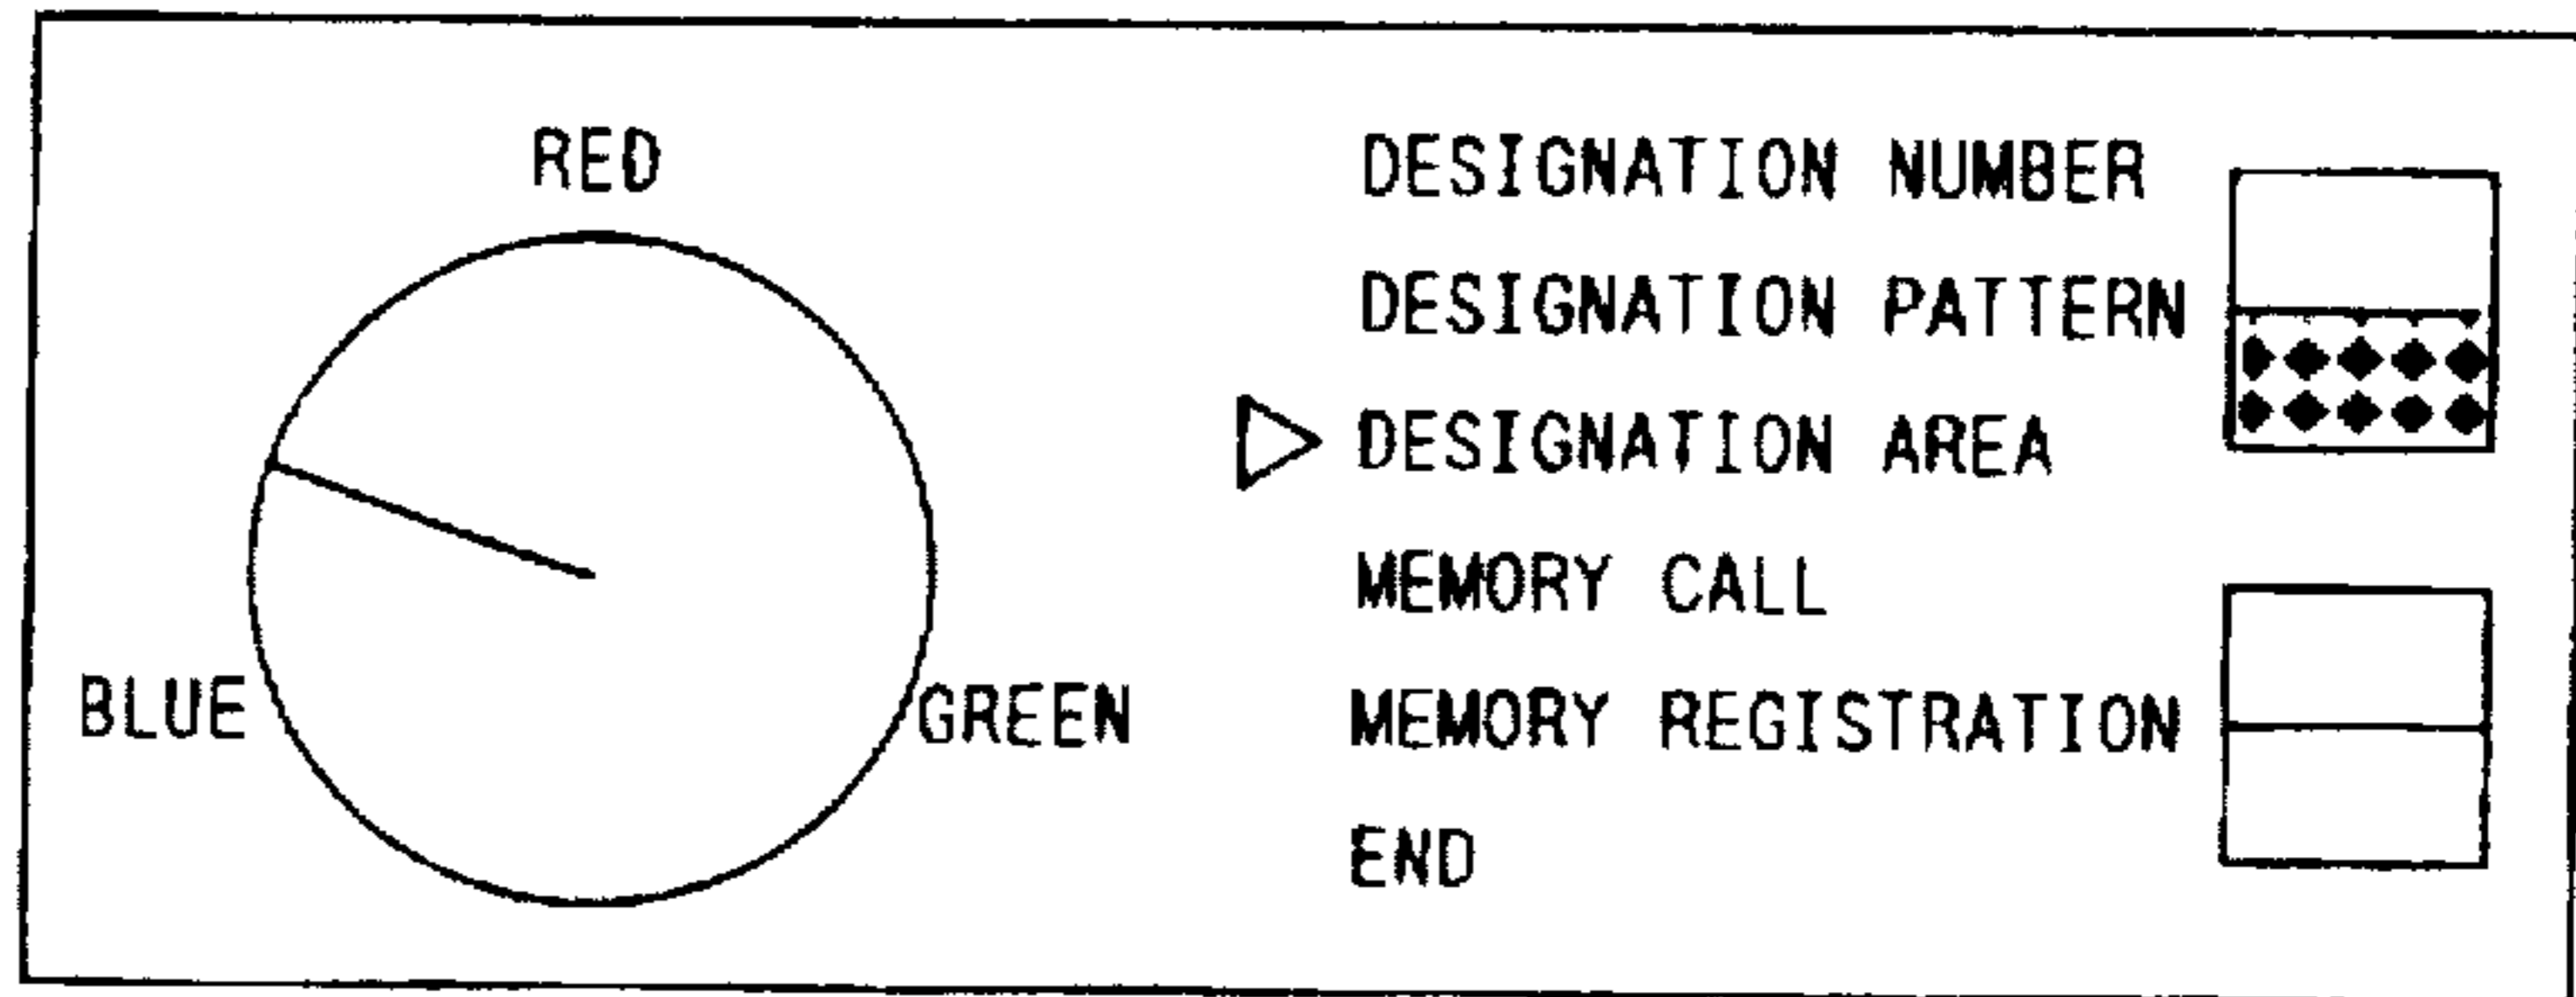 RED
BLUE
GREEN
DESIGNATION NUMBER
DESIGNATION PATTERN
DESIGNATION AREA
MEMORY CALL
MEMORY REGISTRATION
END